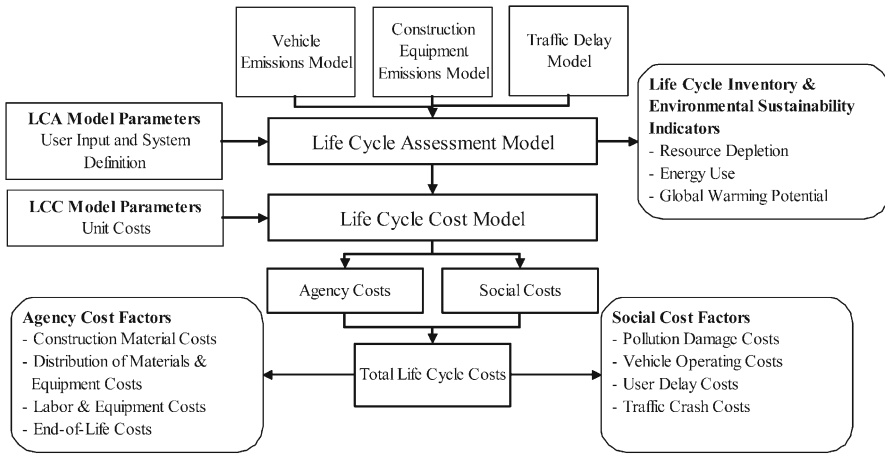 Vehicle
Emissions Model
Construction
Equipment
Emissions Model
Traffic Delay
Model
Life Cycle Inventory &
Environmental Sustainability
Indicators
- Resource Depletion
- Energy Use
- Global Warming Potential
LCA Model Parameters
User Input and System
Definition
Life Cycle Assessment Model
LCC Model Parameters
Unit Costs
Life Cycle Cost Model
Agency Costs
Social Costs
Agency Cost Factors
- Construction Material Costs
- Distribution of Materials &
Equipment Costs
- Labor & Equipment Costs
- End-of-Life Costs
Total Life Cycle Costs
Social Cost Factors
- Pollution Damage Costs
- Vehicle Operating Costs
- User Delay Costs
- Traffic Crash Costs